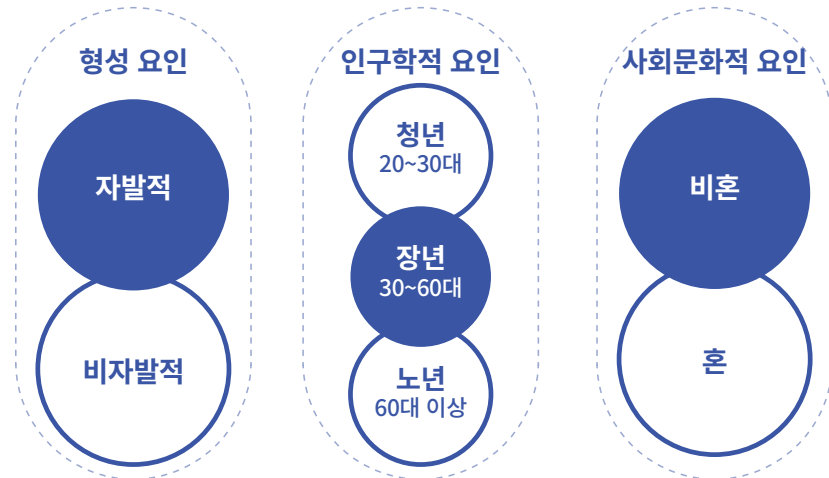 형성 요인
자발적
비자발적
인구학적 요인
청년
20~30대
장년
30~60대
노년
60대 이상
사회문화적 요인
비혼
혼